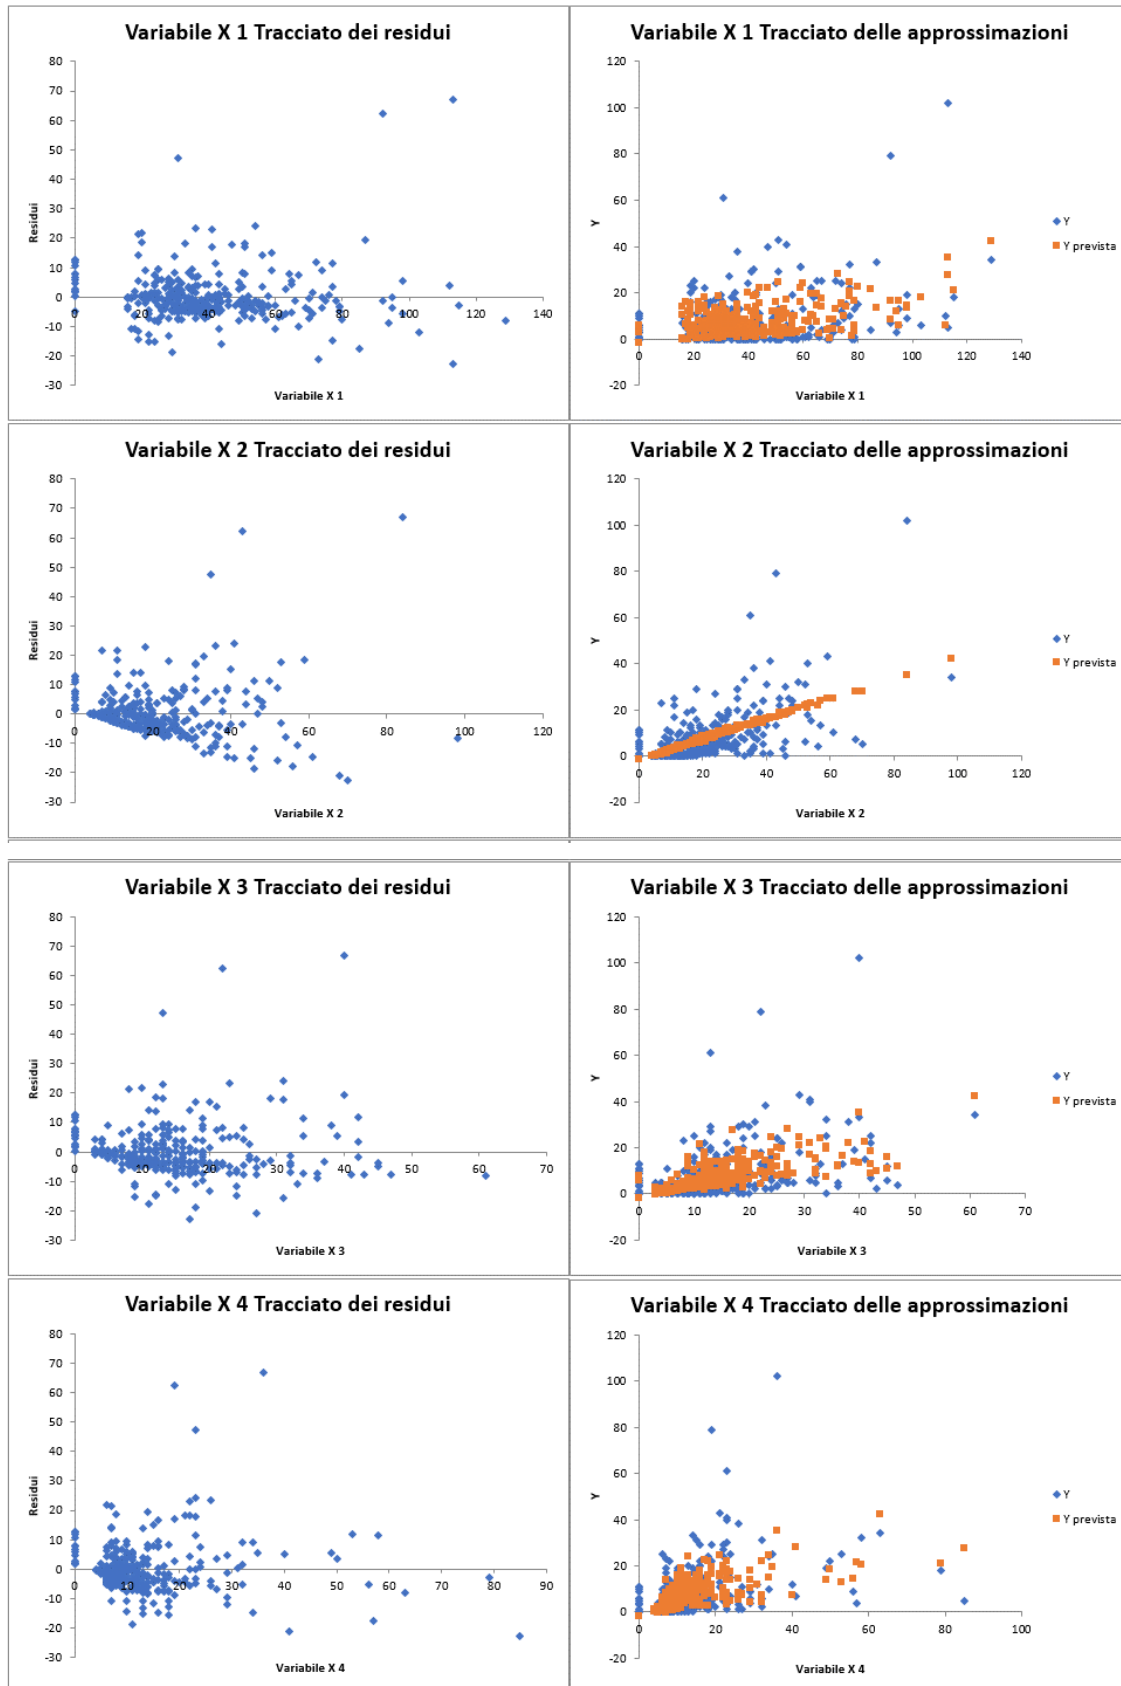 Variabile X 1 Tracciato dei residui
80
70
60
50
40
30
20
10
0
-10
-20
-30
0 20 40 60 80 100 120 140
Residui
Variabile X 1
Variabile X 1 Tracciato delle approssimazioni
120
100
80
60
40
20
0
-20
0 20 40 60 80 100 120 140
Y
Variabile X 1
Y
Y prevista
Variabile X 2 Tracciato dei residui
80
70
60
50
40
30
20
10
0
-10
-20
-30
0 20 40 60 80 100 120
Residui
Variabile X 2
Variabile X 2 Tracciato delle approssimazioni
120
100
80
60
40
20
0
-20
0 20 40 60 80 100 120
Y
Variabile X 2
Y
Y prevista
Variabile X 3 Tracciato dei residui
80
70
60
50
40
30
20
10
0
-10
-20
-30
0 10 20 30 40 50 60 70
Residui
Variabile X 3
Variabile X 3 Tracciato delle approssimazioni
120
100
80
60
40
20
0
-20
0 10 20 30 40 50 60 70
Y
Variabile X 3
Y
Y prevista
Variabile X 4 Tracciato dei residui
80
70
60
50
40
30
20
10
0
-10
-20
-30
0 10 20 30 40 50 60 70 80 90
Residui
Variabile X 4
Variabile X 4 Tracciato delle approssimazioni
120
100
80
60
40
20
0
-20
0 20 40 60 80 100
Y
Variabile X 4
Y
Y prevista